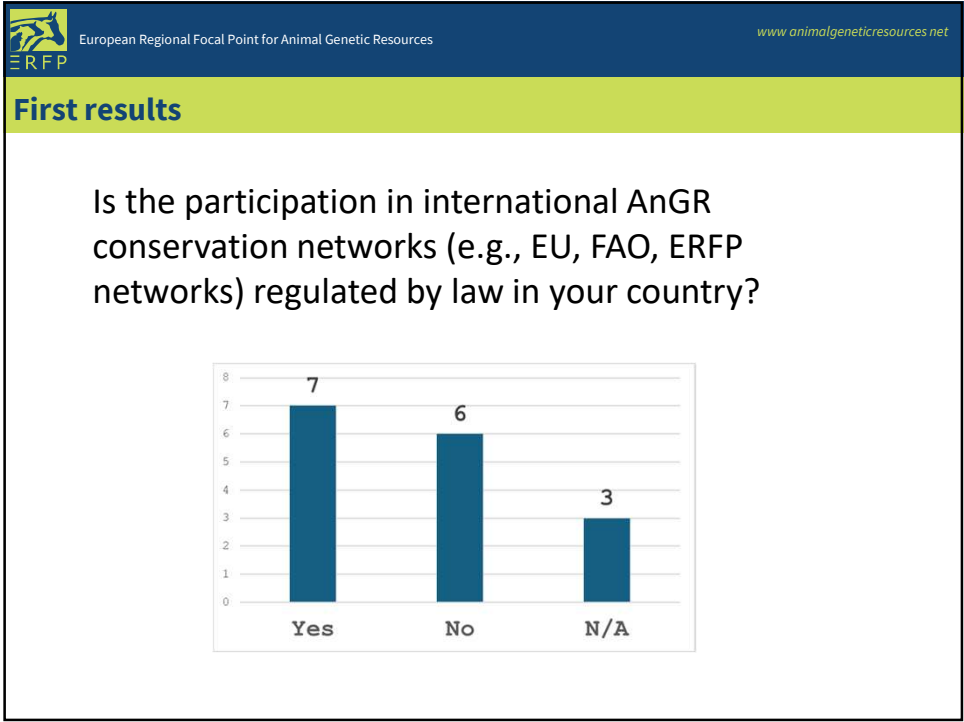 European Regional Focal Point for Animal Genetic Resources
www animalgeneticresources net
ERFP
First results
Is the participation in international AnGR
conservation networks (e.g., EU, FAO, ERFP
networks) regulated by law in your country?
8
7
6
5
4
3
2
1
0
7
6
3
Yes No N/A